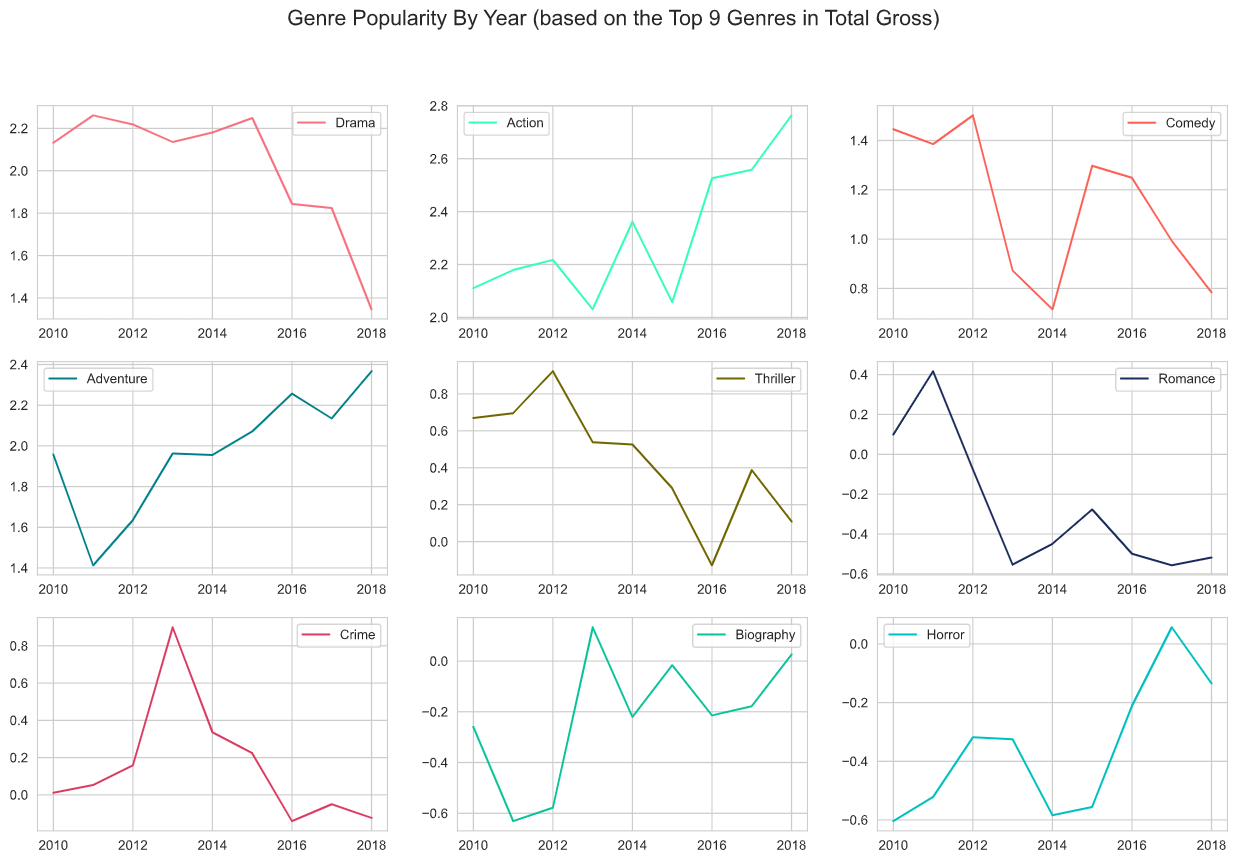 Genre Popularity By Year (based on the Top 9 Genres in Total Gross)
Drama
2.2
2.0
1.8
1.6
1.4
2010 2012 2014 2016 2018
Action
2.8
2.6
2.4
2.2
2.0
2010 2012 2014 2016 2018
Comedy
1.4
1.2
1.0
0.8
2010 2012 2014 2016 2018
Adventure
2.4
2.2
2.0
1.8
1.6
1.4
2010 2012 2014 2016 2018
Thriller
0.8
0.6
0.4
0.2
0.0
2010 2012 2014 2016 2018
Romance
0.4
0.2
0.0
−0.2
−0.4
−0.6
2010 2012 2014 2016 2018
Crime
0.8
0.6
0.4
0.2
0.0
2010 2012 2014 2016 2018
Biography
0.0
−0.2
−0.4
−0.6
2010 2012 2014 2016 2018
Horror
0.0
−0.2
−0.4
−0.6
2010 2012 2014 2016 2018